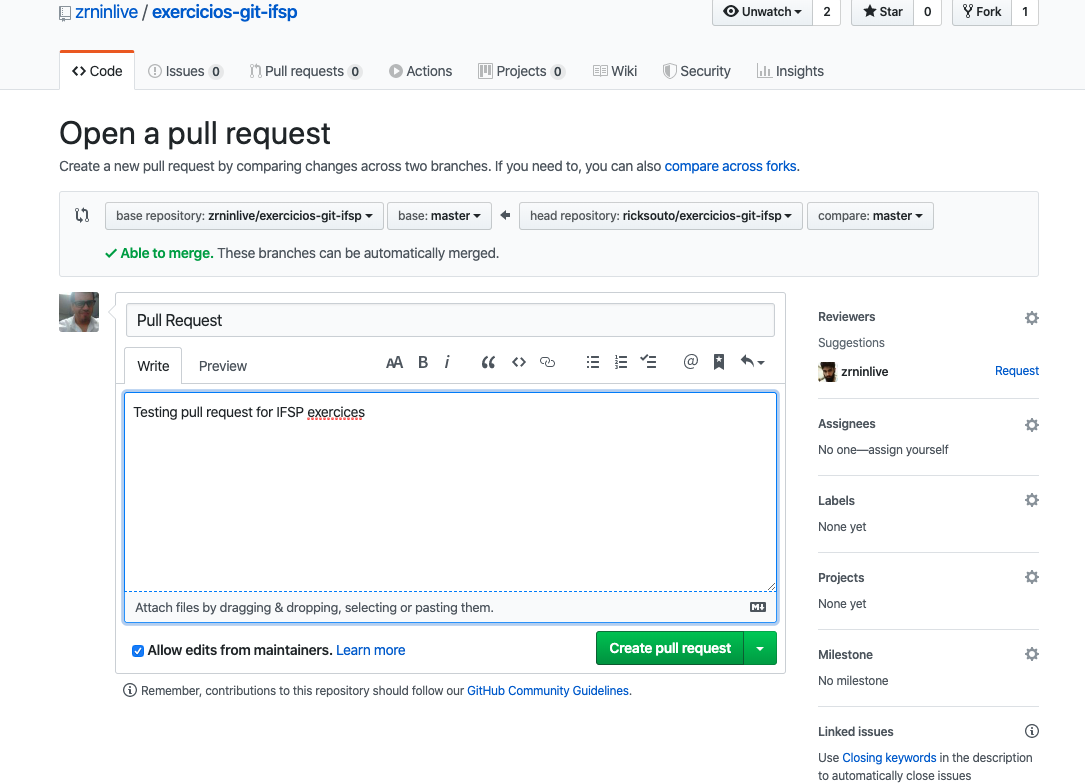 zrninlive / exercicios-git-ifsp
Unwatch 2 Star 0 Fork 1
Code Issues 0 Pull requests 0 Actions Projects 0 Wiki Security Insights
Open a pull request
Create a new pull request by comparing changes across two branches. If you need to, you can also compare across forks.
base repository: zrninlive/exercicios-git-ifsp base: master head repository: ricksouto/exercicios-git-ifsp compare: master
Able to merge. These branches can be automatically merged.
Pull Request
Write Preview AA B i
Testing pull request for IFSP exercices
Attach files by dragging & dropping, selecting or pasting them.
Allow edits from maintainers. Learn more
Create pull request
Remember, contributions to this repository should follow our GitHub Community Guidelines.
Reviewers
Suggestions
zrninlive Request
Assignees
No one—assign yourself
Labels
None yet
Projects
None yet
Milestone
No milestone
Linked issues
Use Closing keywords in the description
to automatically close issues